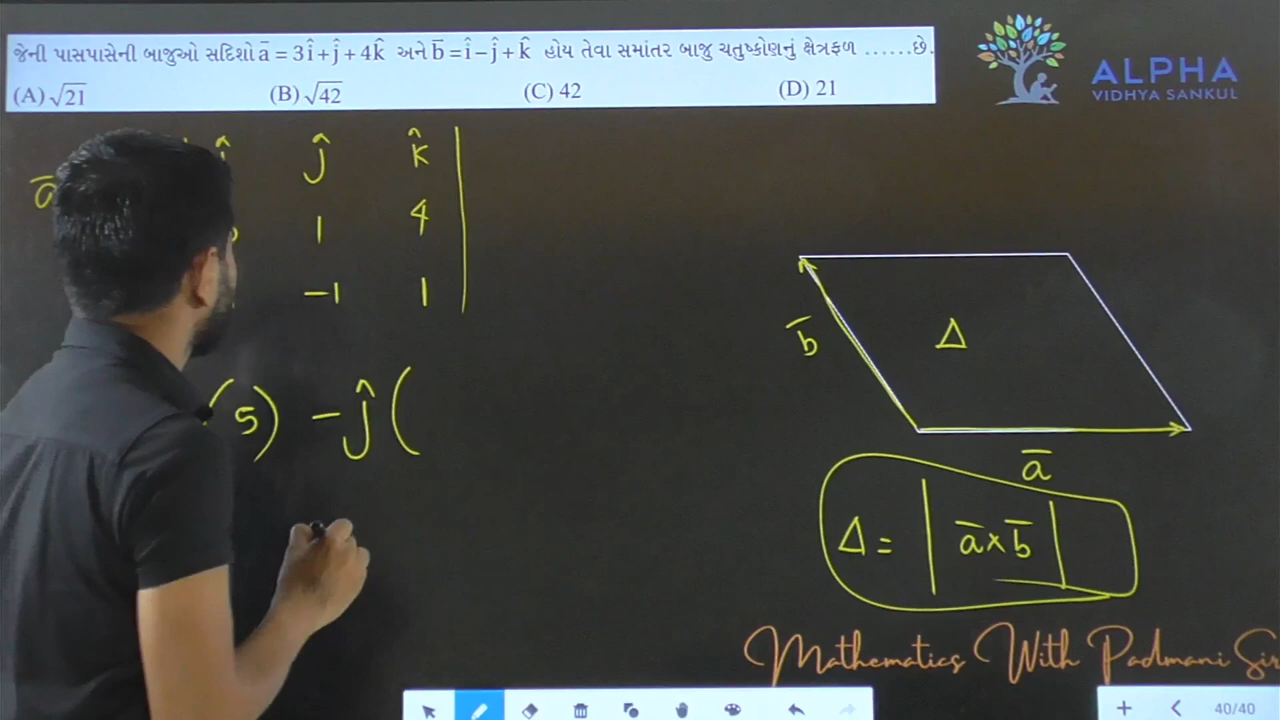 જેની પાસપાસેની બાજુઓ સદિશો a̅ = 3î+ĵ+4k̂ અને b̅ = î−ĵ+k̂ હોય તેવા સમાંતર બાજુ ચતુષ્કોણનું ક્ષેત્રફળ ......છે.
(A) √21 (B) √42 (C) 42 (D) 21
ALPHA
VIDHYA SANKUL
ĵ k̂
1 4
−1 1
(5) −ĵ(
b̅
Δ
a̅
Δ = | a̅×b̅ |
Mathematics With Padmani Sir
40/40